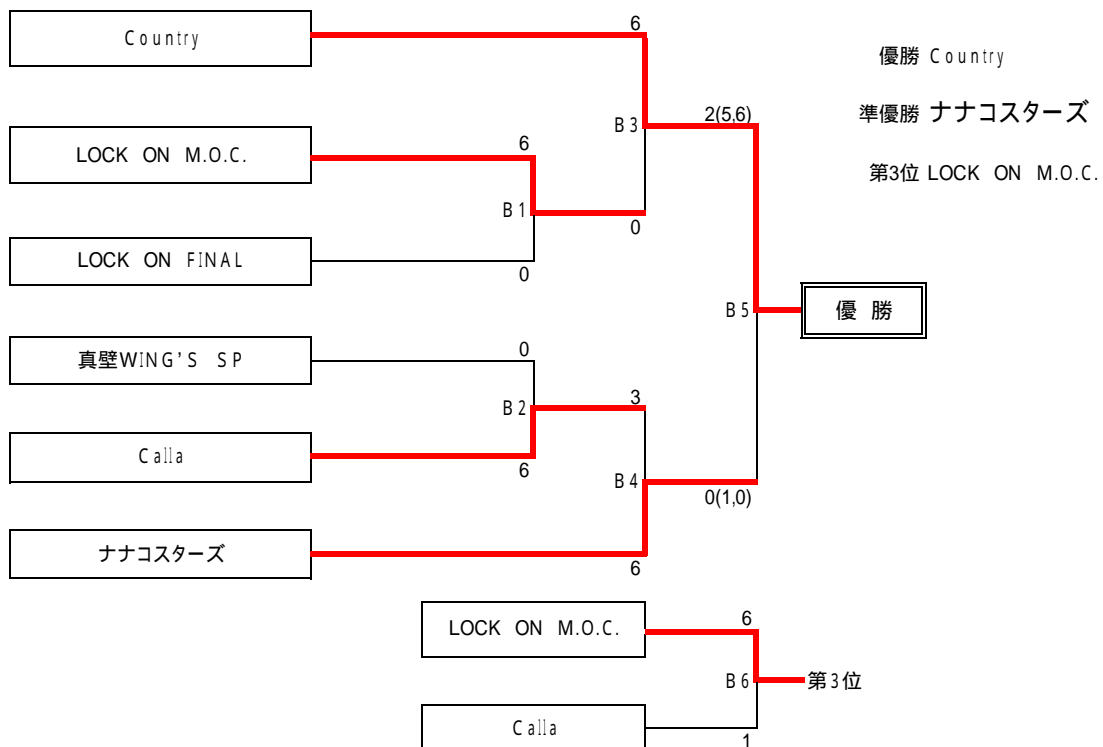 Country
6
優勝 Country
B3
2(5,6)
準優勝 ナナコスターズ
LOCK ON M.O.C.
6
第3位 LOCK ON M.O.C.
B1
0
LOCK ON FINAL
0
B5
優 勝
真壁WING'S SP
0
B2
3
Calla
6
B4
0(1,0)
ナナコスターズ
6
LOCK ON M.O.C.
6
B6
第3位
Calla
1